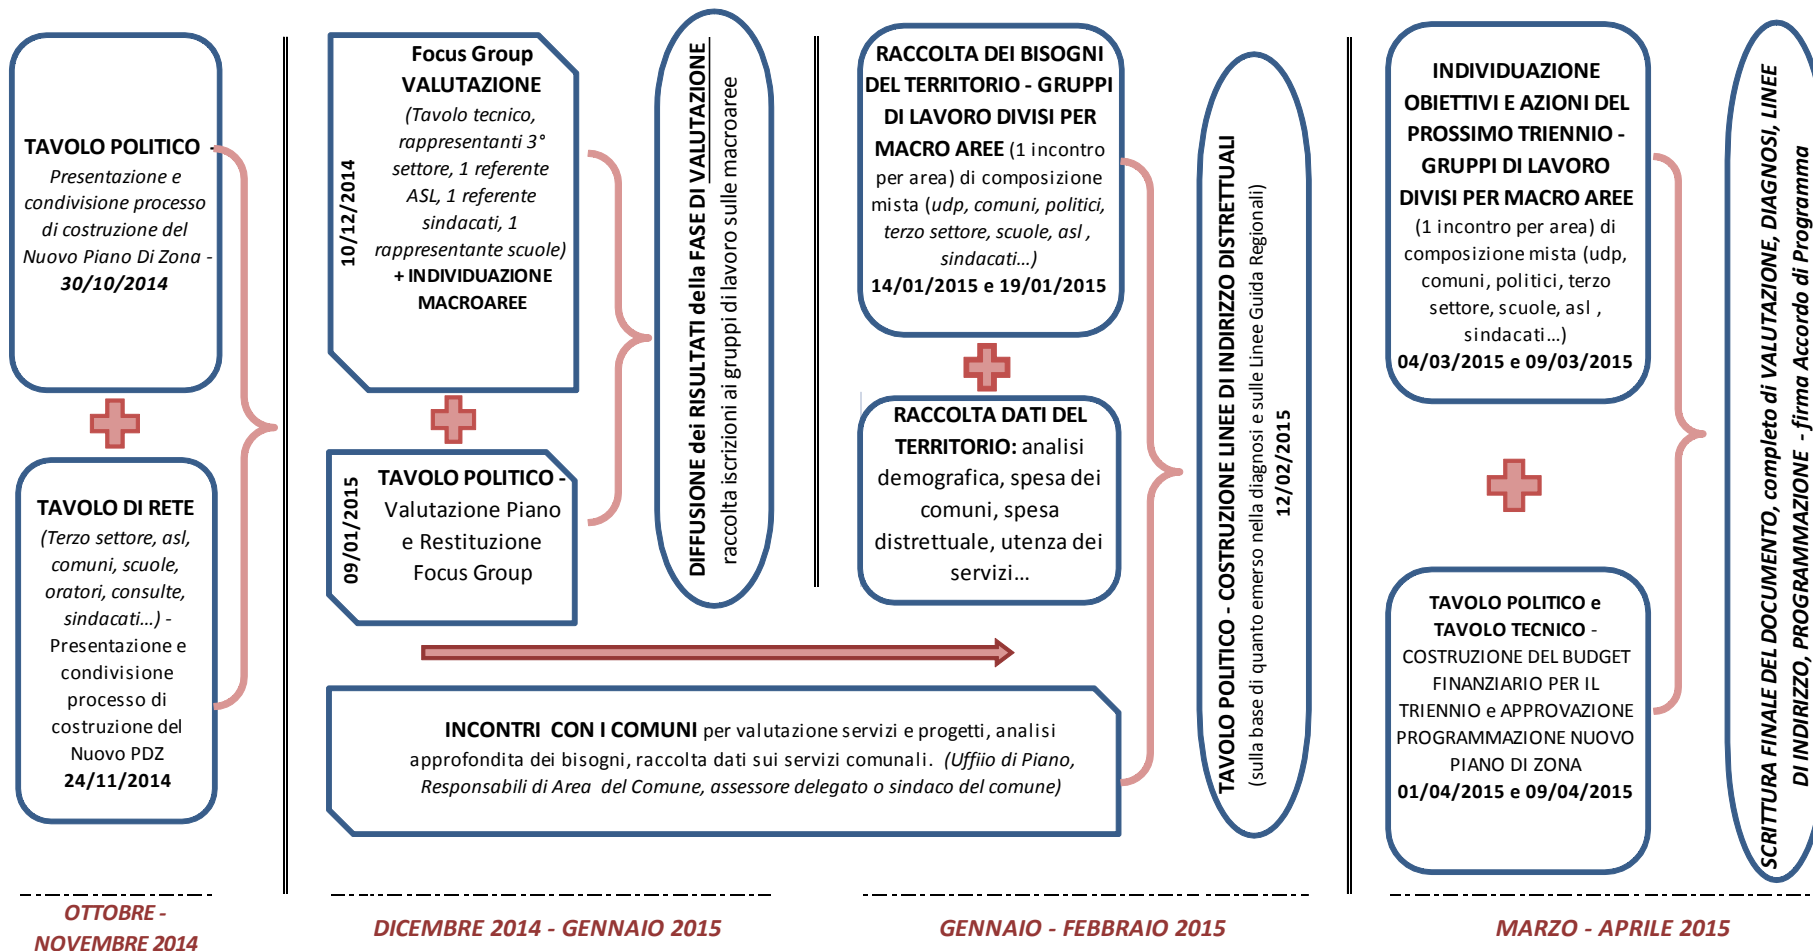 TAVOLO POLITICO -
Presentazione e
condivisione processo
di costruzione del
Nuovo Piano Di Zona -
30/10/2014
TAVOLO DI RETE
(Terzo settore, asl,
comuni, scuole,
oratori, consulte,
sindacati...) -
Presentazione e
condivisione
processo di
costruzione del
Nuovo PDZ
24/11/2014
OTTOBRE -
NOVEMBRE 2014
10/12/2014
Focus Group
VALUTAZIONE
(Tavolo tecnico,
rappresentanti 3°
settore, 1 referente
ASL, 1 referente
sindacati, 1
rappresentante scuole)
+ INDIVIDUAZIONE
MACROAREE
09/01/2015
TAVOLO POLITICO -
Valutazione Piano
e Restituzione
Focus Group
DIFFUSIONE dei RISULTATI della FASE DI VALUTAZIONE
raccolta iscrizioni ai gruppi di lavoro sulle macroaree
INCONTRI CON I COMUNI per valutazione servizi e progetti, analisi
approfondita dei bisogni, raccolta dati sui servizi comunali. (Uffiio di Piano,
Responsabili di Area del Comune, assessore delegato o sindaco del comune)
DICEMBRE 2014 - GENNAIO 2015
RACCOLTA DEI BISOGNI
DEL TERRITORIO - GRUPPI
DI LAVORO DIVISI PER
MACRO AREE (1 incontro
per area) di composizione
mista (udp, comuni, politici,
terzo settore, scuole, asl ,
sindacati...)
14/01/2015 e 19/01/2015
RACCOLTA DATI DEL
TERRITORIO: analisi
demografica, spesa dei
comuni, spesa
distrettuale, utenza dei
servizi...
TAVOLO POLITICO - COSTRUZIONE LINEE DI INDIRIZZO DISTRETTUALI
(sulla base di quanto emerso nella diagnosi e sulle Linee Guida Regionali)
12/02/2015
GENNAIO - FEBBRAIO 2015
INDIVIDUAZIONE
OBIETTIVI E AZIONI DEL
PROSSIMO TRIENNIO -
GRUPPI DI LAVORO
DIVISI PER MACRO AREE
(1 incontro per area) di
composizione mista (udp,
comuni, politici, terzo
settore, scuole, asl ,
sindacati...)
04/03/2015 e 09/03/2015
TAVOLO POLITICO e
TAVOLO TECNICO -
COSTRUZIONE DEL BUDGET
FINANZIARIO PER IL
TRIENNIO e APPROVAZIONE
PROGRAMMAZIONE NUOVO
PIANO DI ZONA
01/04/2015 e 09/04/2015
SCRITTURA FINALE DEL DOCUMENTO, completo di VALUTAZIONE, DIAGNOSI, LINEE
DI INDIRIZZO, PROGRAMMAZIONE - firma Accordo di Programma
MARZO - APRILE 2015